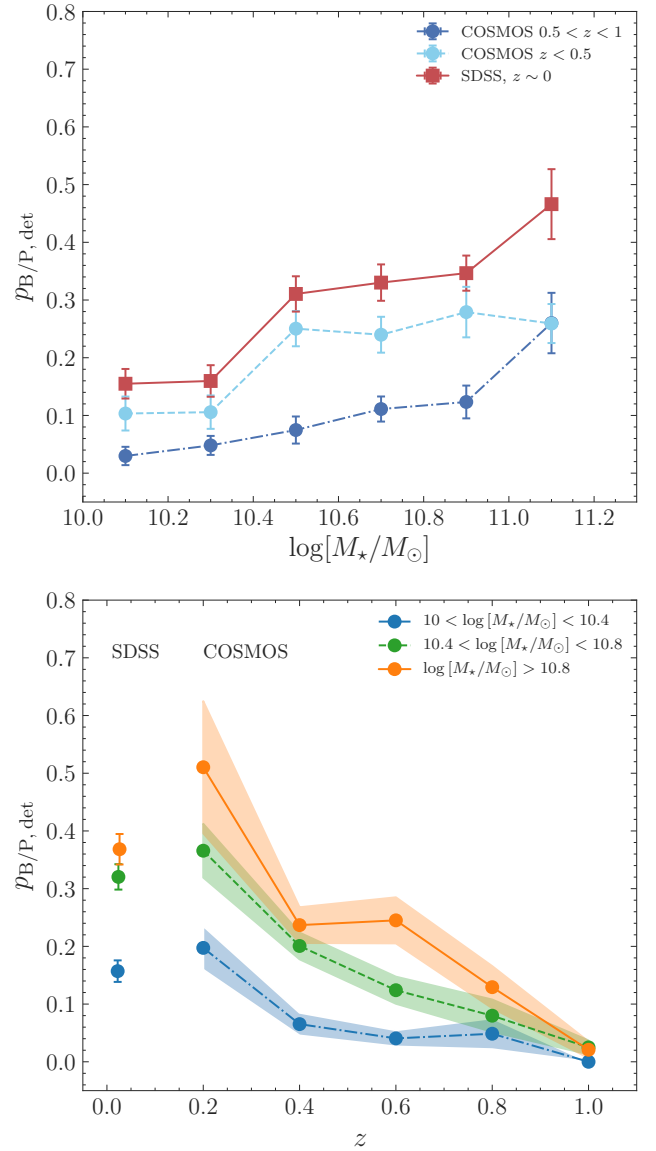 0.8
0.7
0.6
0.5
0.4
0.3
0.2
0.1
0.0
p_B/P, det
COSMOS 0.5 < z < 1
COSMOS z < 0.5
SDSS, z ∼ 0
10.0 10.2 10.4 10.6 10.8 11.0 11.2
log[M⋆/M⊙]
0.8
0.7
0.6
0.5
0.4
0.3
0.2
0.1
0.0
p_B/P, det
SDSS COSMOS
10 < log [M⋆/M⊙] < 10.4
10.4 < log [M⋆/M⊙] < 10.8
log [M⋆/M⊙] > 10.8
0.0 0.2 0.4 0.6 0.8 1.0
z